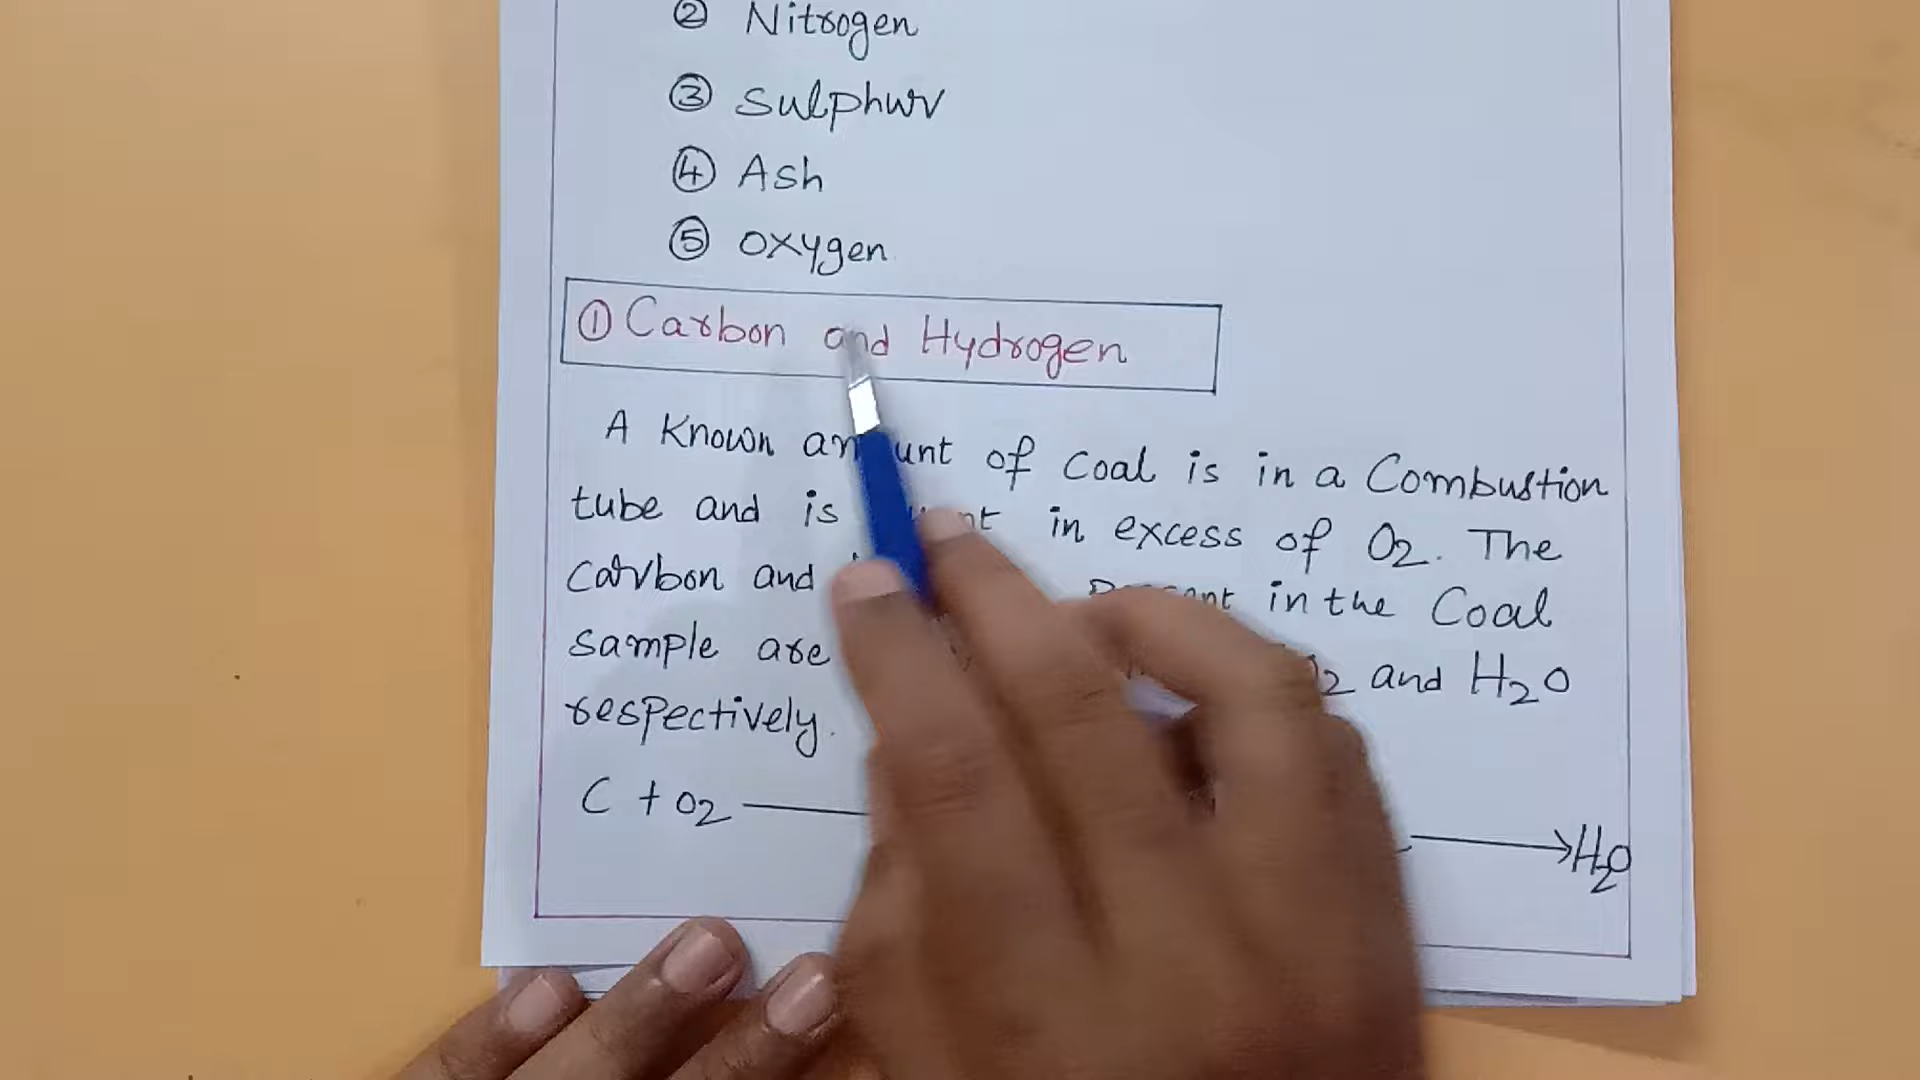 ② Nitrogen
③ Sulphur
④ Ash
⑤ Oxygen
① Carbon and Hydrogen
A Known amount of Coal is in a Combustion
tube and is in excess of O2. The
carbon and in the Coal
sample are and H2O
respectively.
C + O2 ⟶ ⟶ H2O